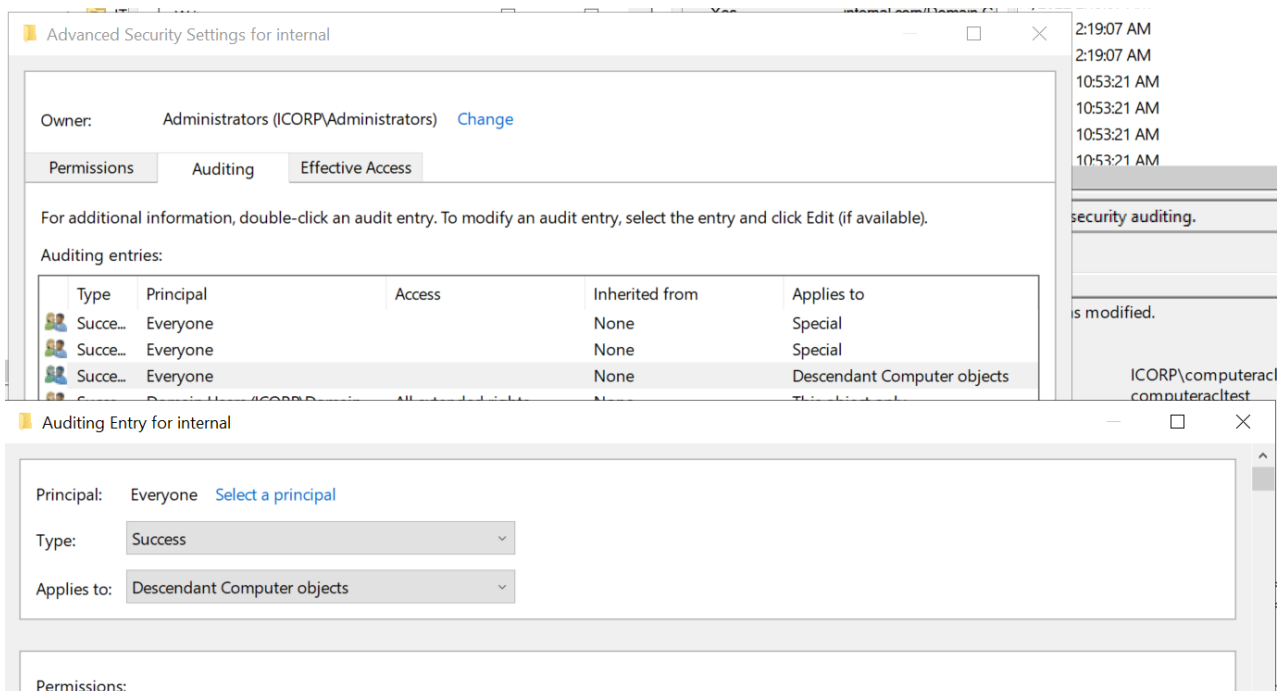 Advanced Security Settings for internal
2:19:07 AM
2:19:07 AM
10:53:21 AM
10:53:21 AM
10:53:21 AM
10:53:21 AM
Owner: Administrators (ICORP\Administrators) Change
Permissions Auditing Effective Access
security auditing.
For additional information, double-click an audit entry. To modify an audit entry, select the entry and click Edit (if available).
Auditing entries:
Type Principal Access Inherited from Applies to
Succe... Everyone None Special
s modified.
Succe... Everyone None Special
Succe... Everyone None Descendant Computer objects
ICORP\computeracl
computeracltest
Auditing Entry for internal
Principal: Everyone Select a principal
Type: Success
Applies to: Descendant Computer objects
Permissions: